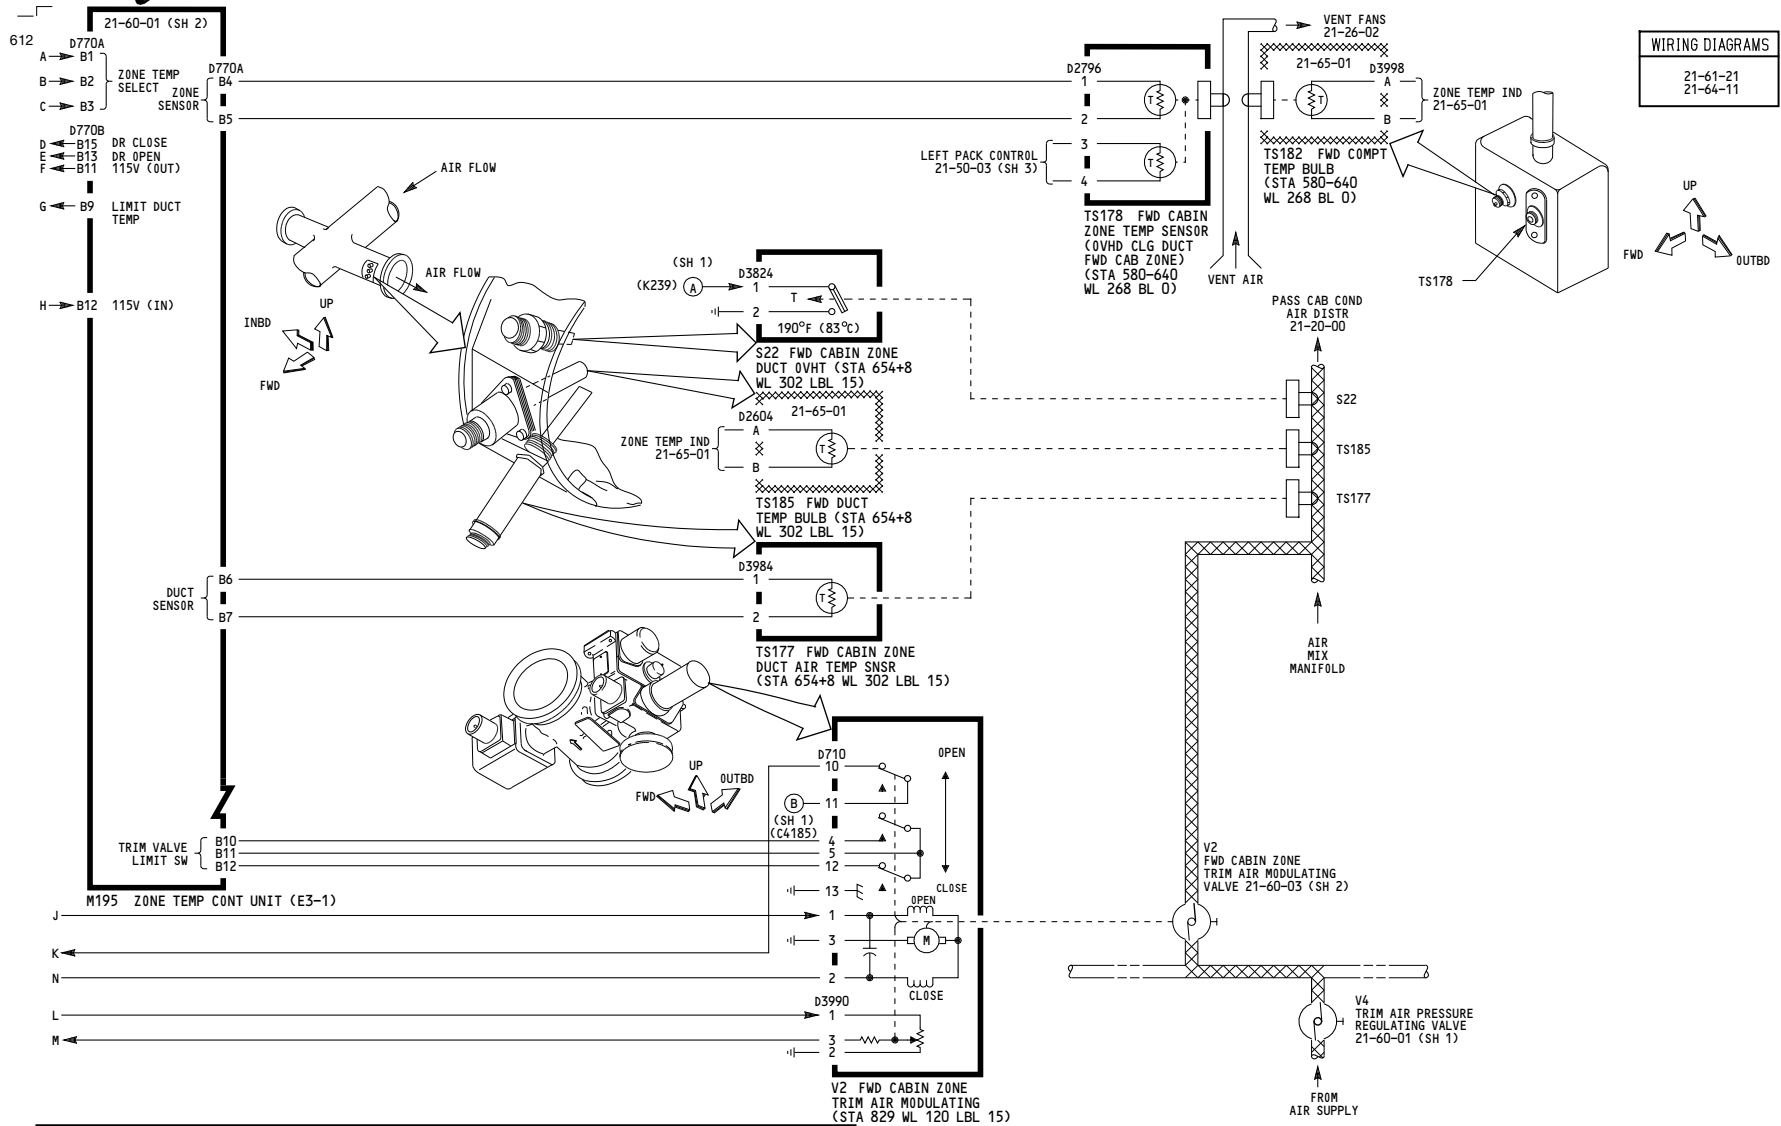 21-60-01 (SH 2)
612
D770A
A B1
B B2
C B3
ZONE TEMP
SELECT
ZONE
SENSOR
D770A
B4
B5
D770B
D B15 DR CLOSE
E B13 DR OPEN
F B11 115V (OUT)
G B9 LIMIT DUCT
TEMP
H B12 115V (IN)
DUCT
SENSOR
B6
B7
TRIM VALVE
LIMIT SW
B10
B11
B12
M195 ZONE TEMP CONT UNIT (E3-1)
J
K
N
L
M
AIR FLOW
AIR FLOW
UP
INBD
FWD
(SH 1)
(K239) A
D3824
1
2
T
190°F (83°C)
S22 FWD CABIN ZONE
DUCT OVHT (STA 654+8
WL 302 LBL 15)
D2604
21-65-01
A
B
T
ZONE TEMP IND
21-65-01
TS185 FWD DUCT
TEMP BULB (STA 654+8
WL 302 LBL 15)
D3984
1
2
T
TS177 FWD CABIN ZONE
DUCT AIR TEMP SNSR
(STA 654+8 WL 302 LBL 15)
UP
OUTBD
FWD
D710
10
B
11
(SH 1)
(C4185)
4
5
12
13
1
3
2
OPEN
CLOSE
OPEN
M
CLOSE
D3990
1
3
2
V2 FWD CABIN ZONE
TRIM AIR MODULATING
(STA 829 WL 120 LBL 15)
D2796
1
2
3
4
T
T
LEFT PACK CONTROL
21-50-03 (SH 3)
TS178 FWD CABIN
ZONE TEMP SENSOR
(OVHD CLG DUCT
FWD CAB ZONE)
(STA 580-640
WL 268 BL 0)
VENT FANS
21-26-02
VENT AIR
21-65-01
D3998
A
B
T
ZONE TEMP IND
21-65-01
TS182 FWD COMPT
TEMP BULB
(STA 580-640
WL 268 BL 0)
TS178
UP
FWD
OUTBD
WIRING DIAGRAMS
21-61-21
21-64-11
PASS CAB COND
AIR DISTR
21-20-00
S22
TS185
TS177
AIR
MIX
MANIFOLD
V2
FWD CABIN ZONE
TRIM AIR MODULATING
VALVE 21-60-03 (SH 2)
V4
TRIM AIR PRESSURE
REGULATING VALVE
21-60-01 (SH 1)
FROM
AIR SUPPLY